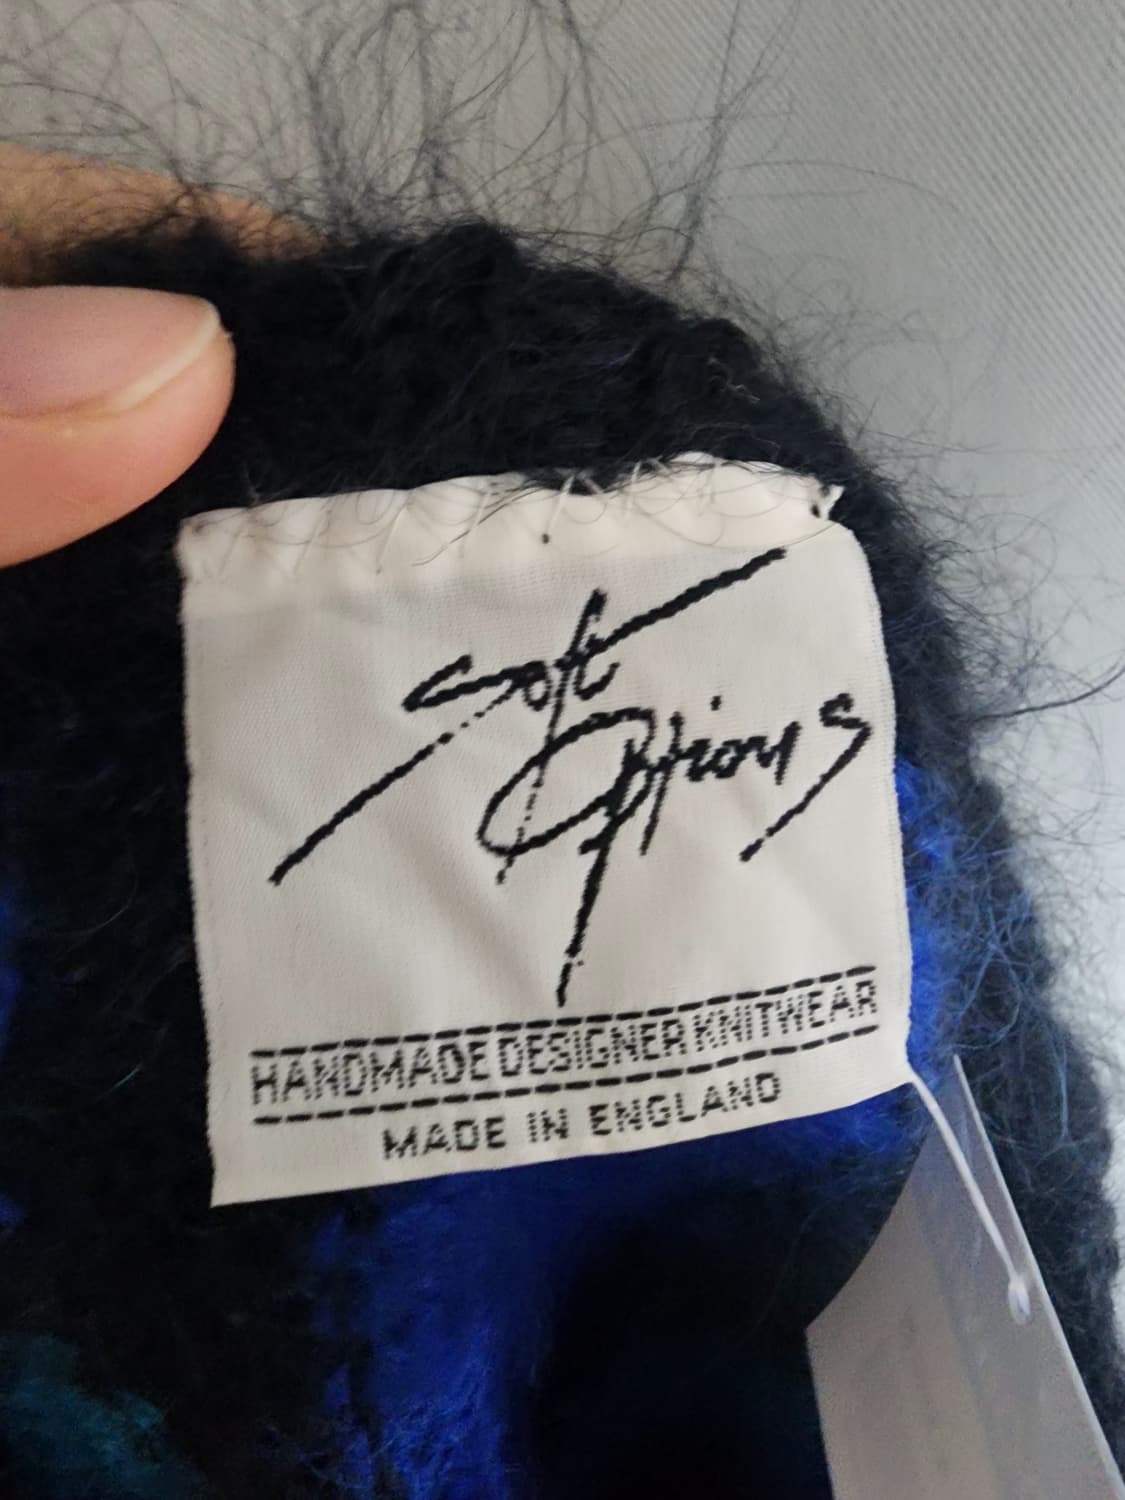 Soft
Options
HANDMADE DESIGNER KNITWEAR
MADE IN ENGLAND